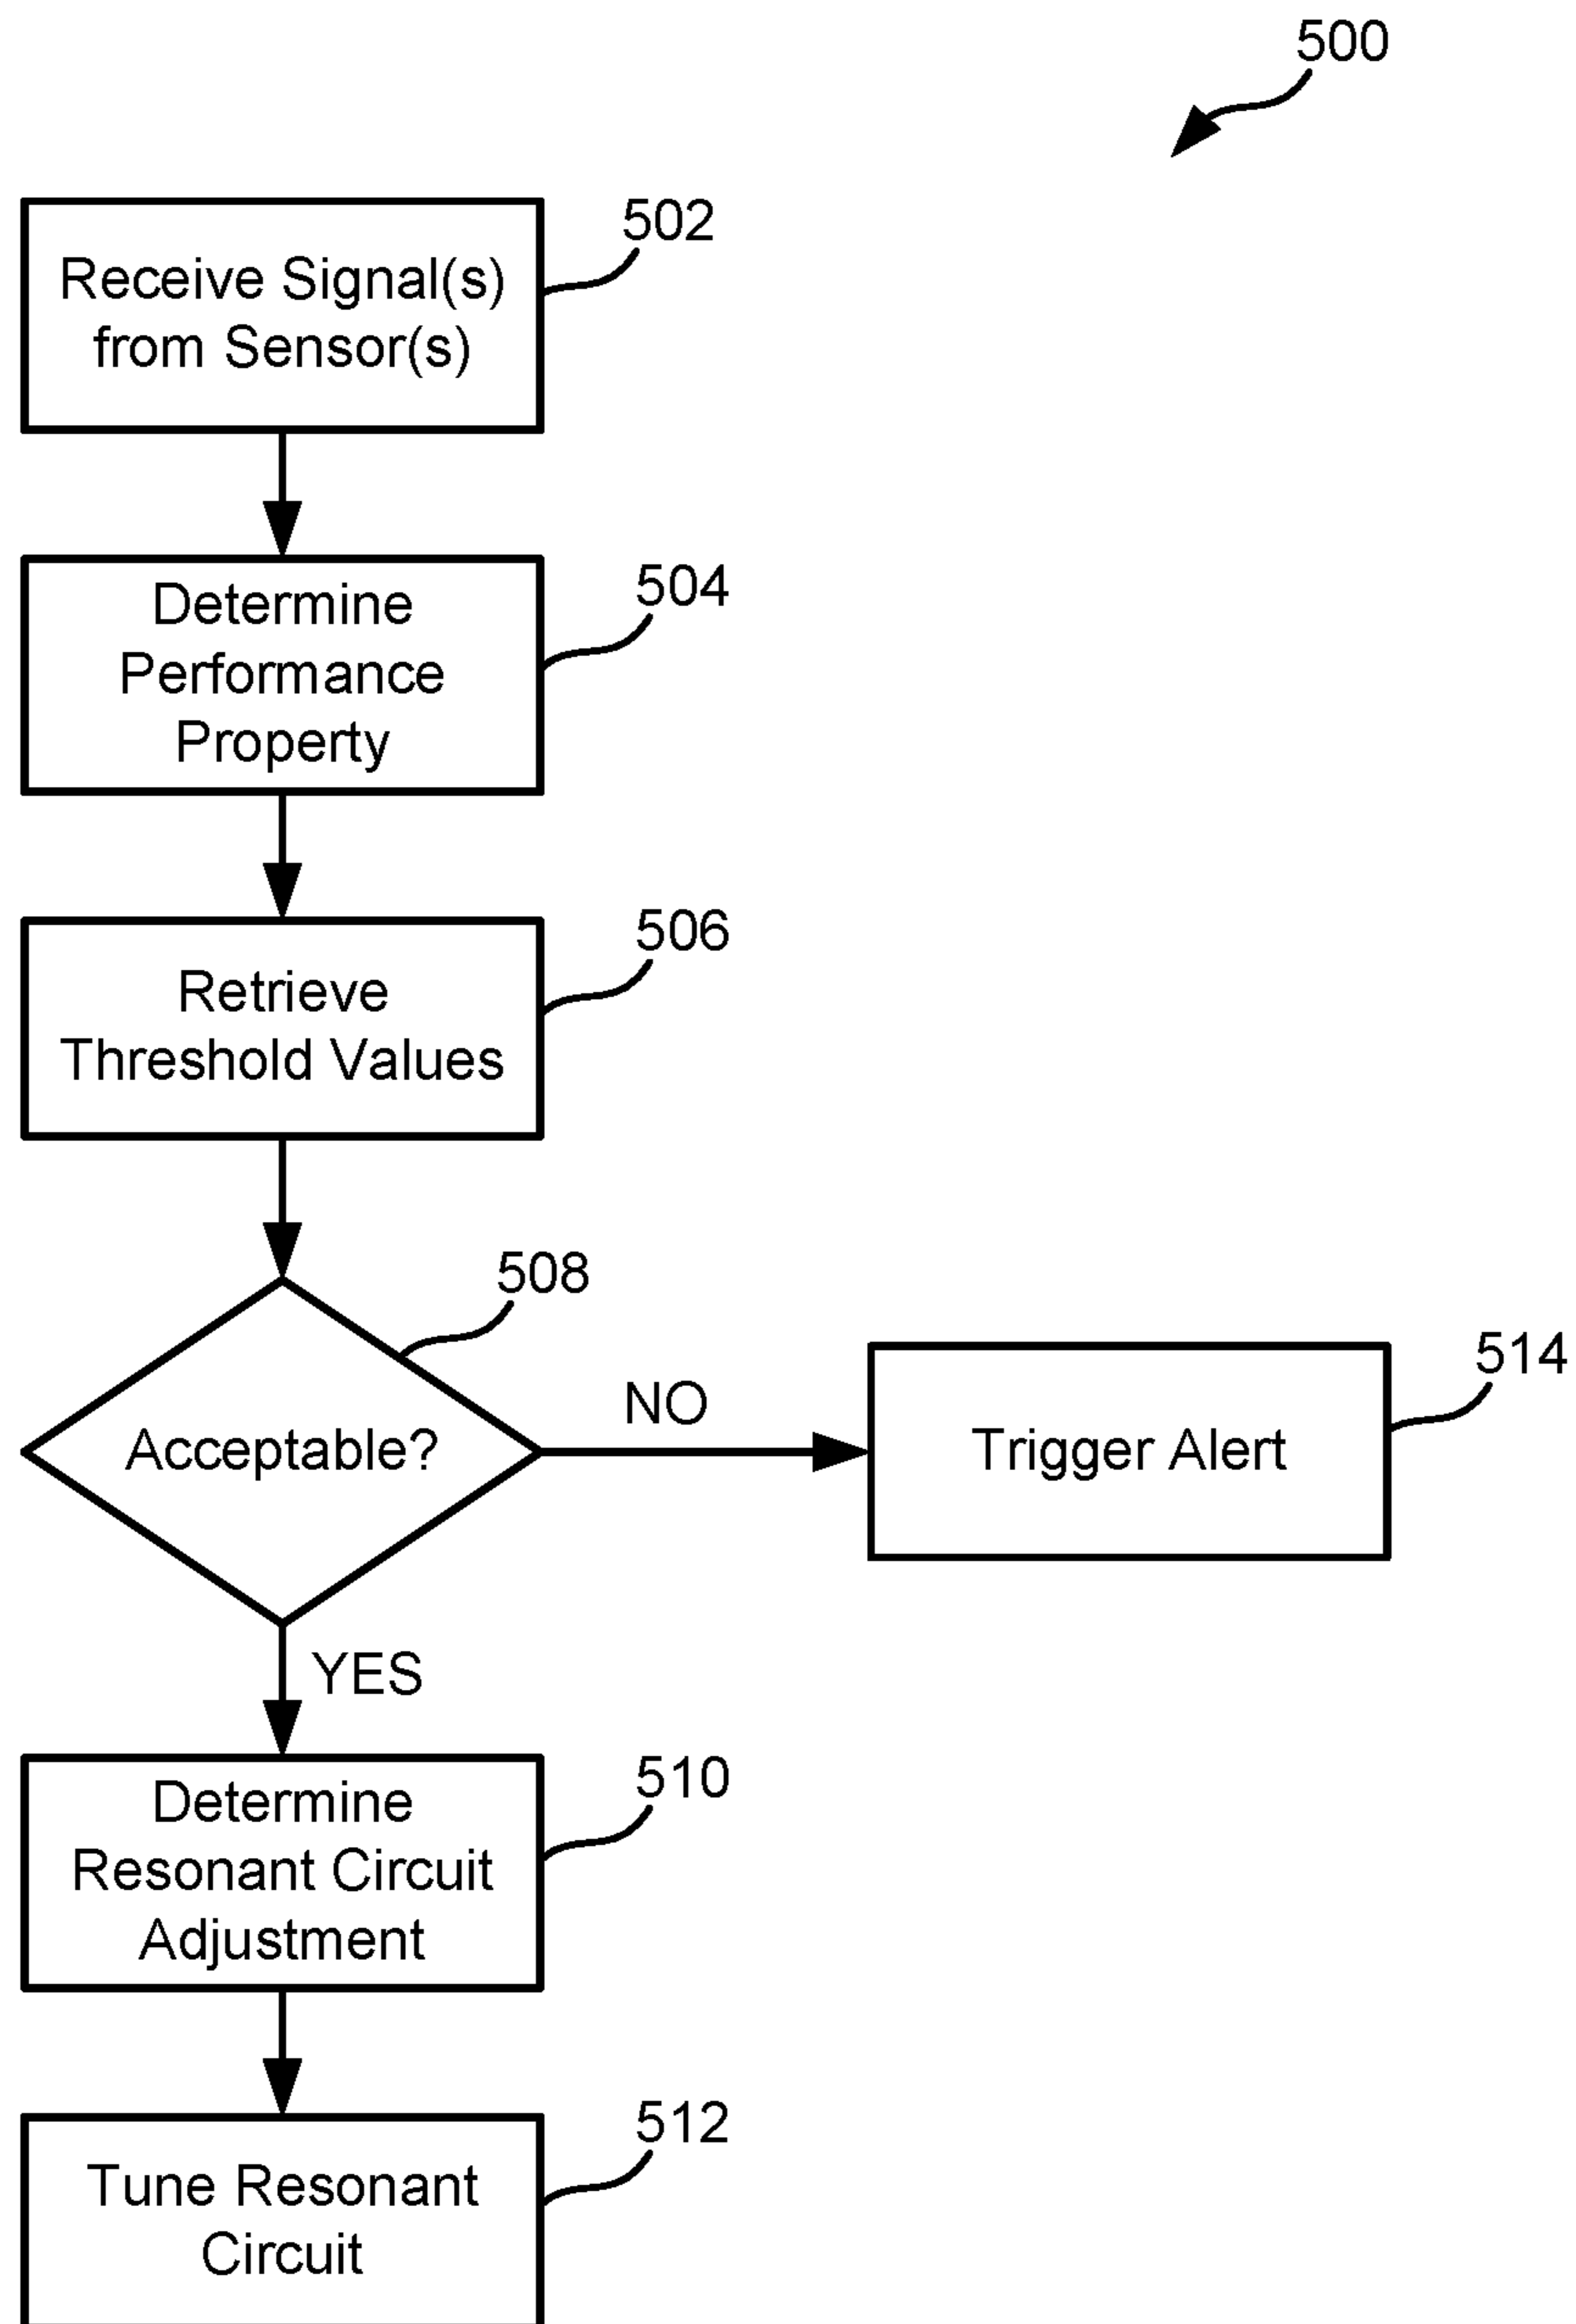 500
502
Receive Signal(s)
from Sensor(s)
504
Determine
Performance
Property
506
Retrieve
Threshold Values
508
Acceptable?
NO
514
Trigger Alert
YES
510
Determine
Resonant Circuit
Adjustment
512
Tune Resonant
Circuit